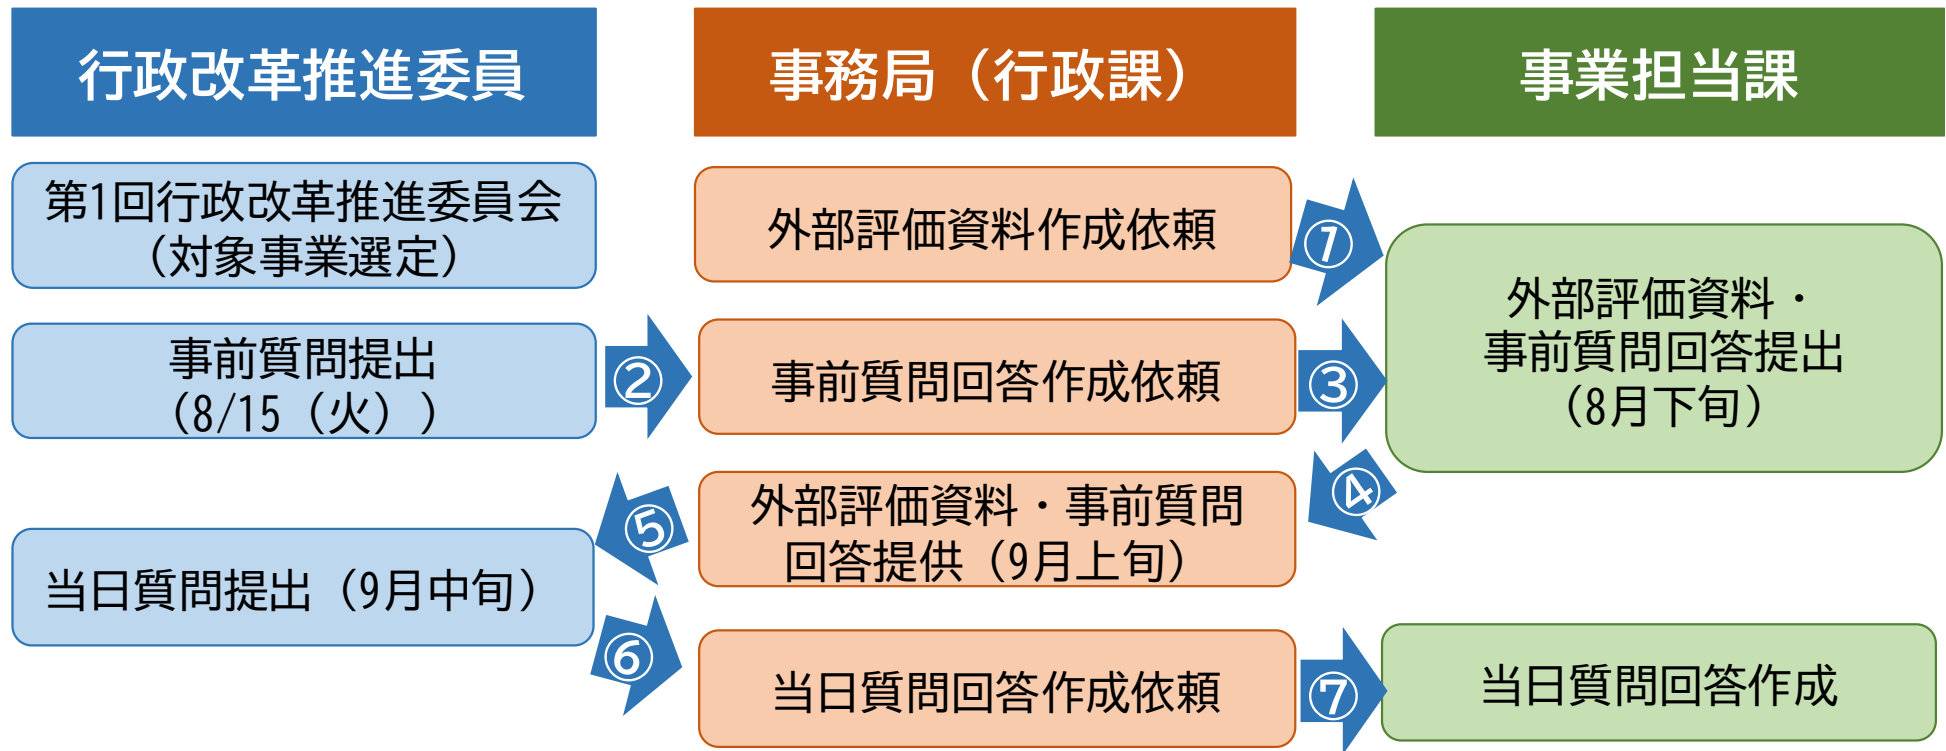 行政改革推進委員
事務局（行政課）
事業担当課
第1回行政改革推進委員会
（対象事業選定）
外部評価資料作成依頼
①
外部評価資料・
事前質問回答提出
（8月下旬）
事前質問提出
（8/15（火））
②
事前質問回答作成依頼
③
④
外部評価資料・事前質問
回答提供（9月上旬）
⑤
当日質問提出（9月中旬）
⑥
当日質問回答作成依頼
⑦
当日質問回答作成